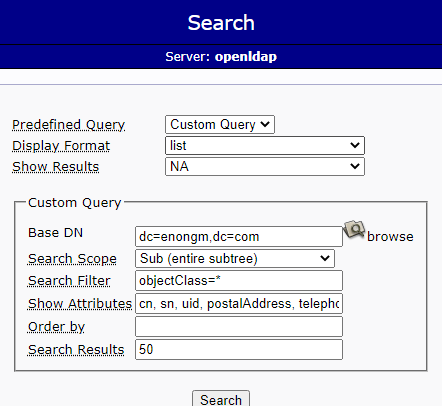 Search
Server: openldap
Predefined Query Custom Query
Display Format list
Show Results NA
Custom Query
Base DN dc=enongm,dc=com browse
Search Scope Sub (entire subtree)
Search Filter objectClass=*
Show Attributes cn, sn, uid, postalAddress, telepho
Order by
Search Results 50
Search